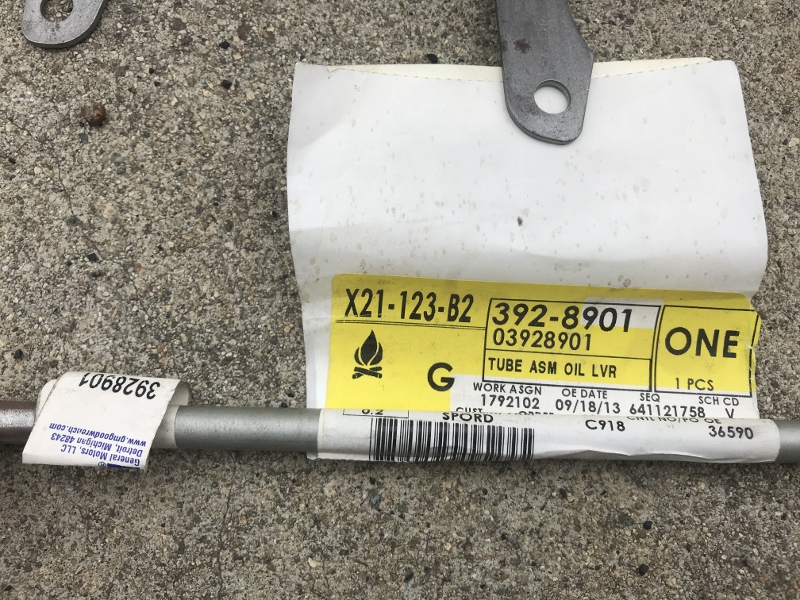 X21-123-B2
392-8901
03928901
TUBE ASM OIL LVR
ONE
1 PCS
G
WORK ASGN OE DATE SEQ SCH CD
1792102 09/18/13 641121758 V
SPORD C918 36590
3928901
General Motors, LLC
Detroit, Michigan 48243
www.gmgoodwrench.com